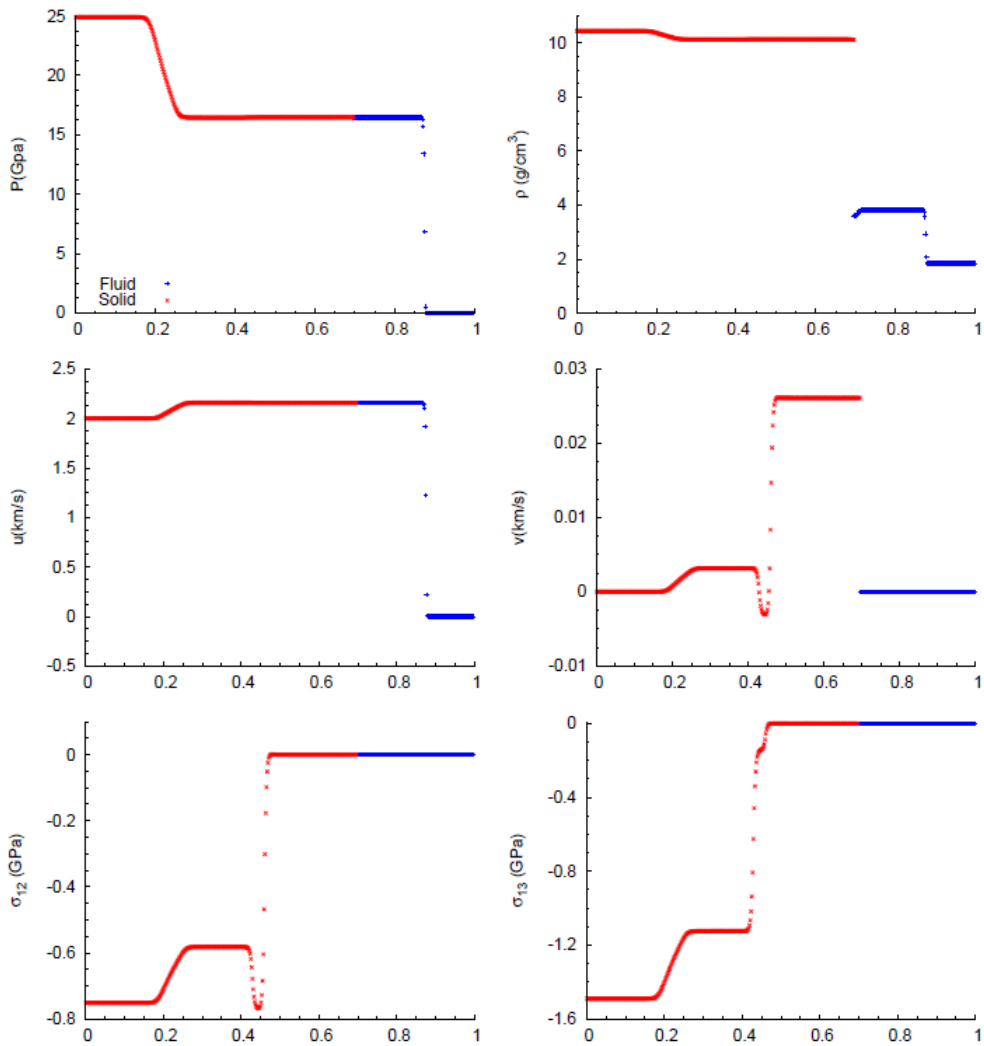 25
20
15
10
5
0
P(Gpa)
Fluid
Solid
0 0.2 0.4 0.6 0.8 1
10
8
6
4
2
0
ρ (g/cm³)
0 0.2 0.4 0.6 0.8 1
2.5
2
1.5
1
0.5
0
-0.5
u(km/s)
0 0.2 0.4 0.6 0.8 1
0.03
0.02
0.01
0
-0.01
v(km/s)
0 0.2 0.4 0.6 0.8 1
0
-0.2
-0.4
-0.6
-0.8
σ₁₂ (GPa)
0 0.2 0.4 0.6 0.8 1
0
-0.4
-0.8
-1.2
-1.6
σ₁₃ (GPa)
0 0.2 0.4 0.6 0.8 1